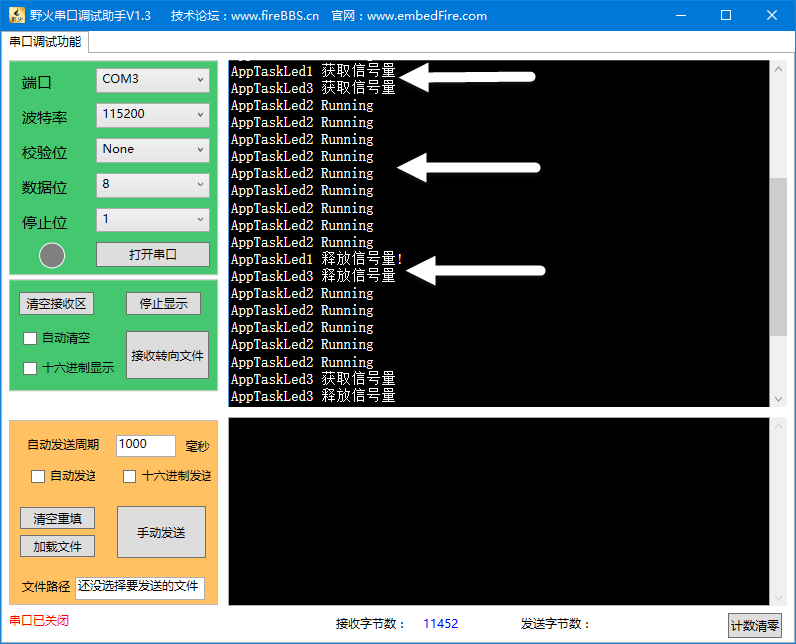 野火串口调试助手V1.3 技术论坛：www.fireBBS.cn 官网：www.embedFire.com
串口调试功能
端口 COM3
波特率 115200
校验位 None
数据位 8
停止位 1
打开串口
清空接收区 停止显示
自动清空
十六进制显示
接收转向文件
AppTaskLed1 获取信号量
AppTaskLed3 获取信号量
AppTaskLed2 Running
AppTaskLed2 Running
AppTaskLed2 Running
AppTaskLed2 Running
AppTaskLed2 Running
AppTaskLed2 Running
AppTaskLed2 Running
AppTaskLed2 Running
AppTaskLed2 Running
AppTaskLed1 释放信号量!
AppTaskLed3 释放信号量
AppTaskLed2 Running
AppTaskLed2 Running
AppTaskLed2 Running
AppTaskLed2 Running
AppTaskLed2 Running
AppTaskLed3 获取信号量
AppTaskLed3 释放信号量
自动发送周期 1000 毫秒
自动发送 十六进制发送
清空重填
加载文件
手动发送
文件路径 还没选择要发送的文件
串口已关闭 接收字节数： 11452 发送字节数： 计数清零